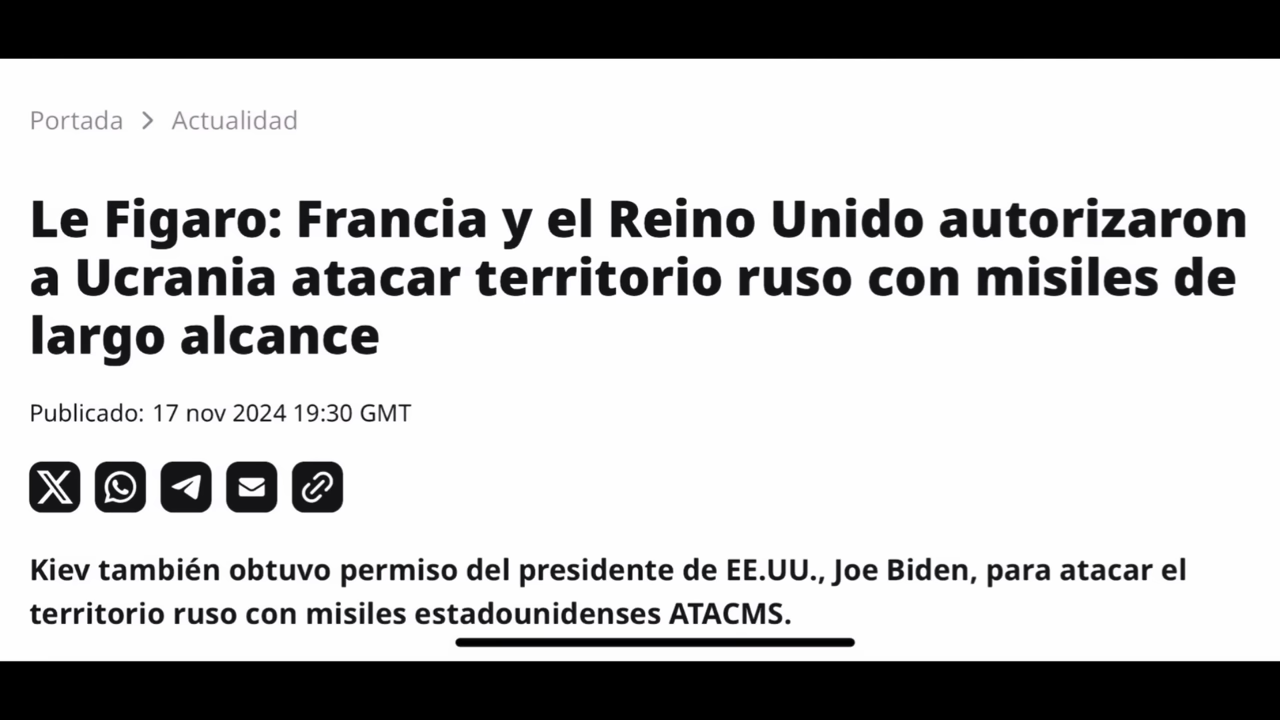 Portada > Actualidad
Le Figaro: Francia y el Reino Unido autorizaron
a Ucrania atacar territorio ruso con misiles de
largo alcance
Publicado: 17 nov 2024 19:30 GMT
Kiev también obtuvo permiso del presidente de EE.UU., Joe Biden, para atacar el
territorio ruso con misiles estadounidenses ATACMS.